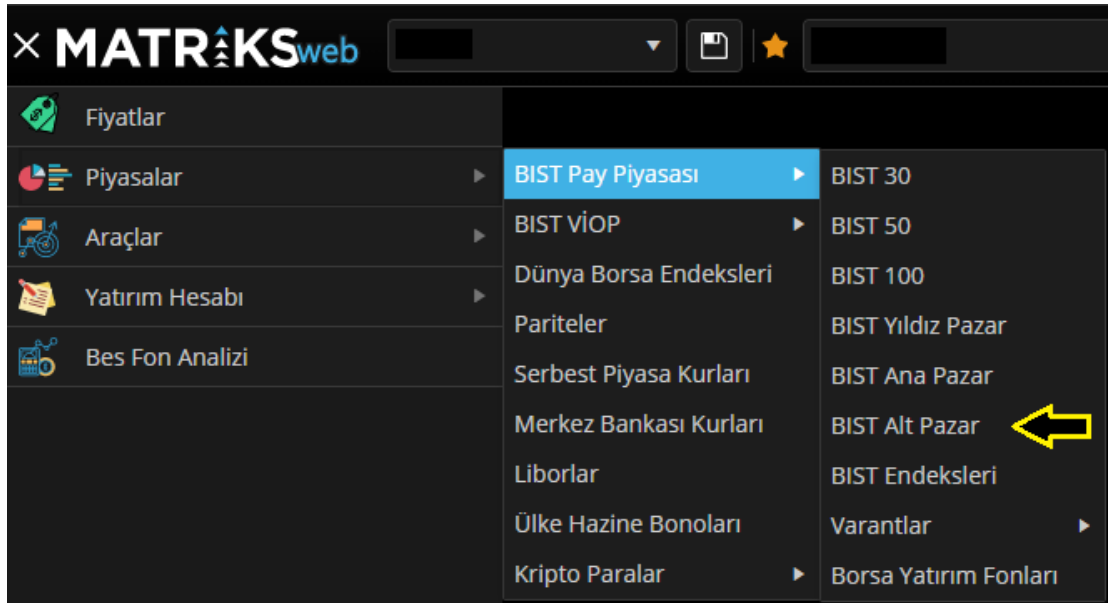 MATRİKSweb
Fiyatlar
Piyasalar
Araçlar
Yatırım Hesabı
Bes Fon Analizi
BIST Pay Piyasası
BIST VİOP
Dünya Borsa Endeksleri
Pariteler
Serbest Piyasa Kurları
Merkez Bankası Kurları
Liborlar
Ülke Hazine Bonoları
Kripto Paralar
BIST 30
BIST 50
BIST 100
BIST Yıldız Pazar
BIST Ana Pazar
BIST Alt Pazar
BIST Endeksleri
Varantlar
Borsa Yatırım Fonları